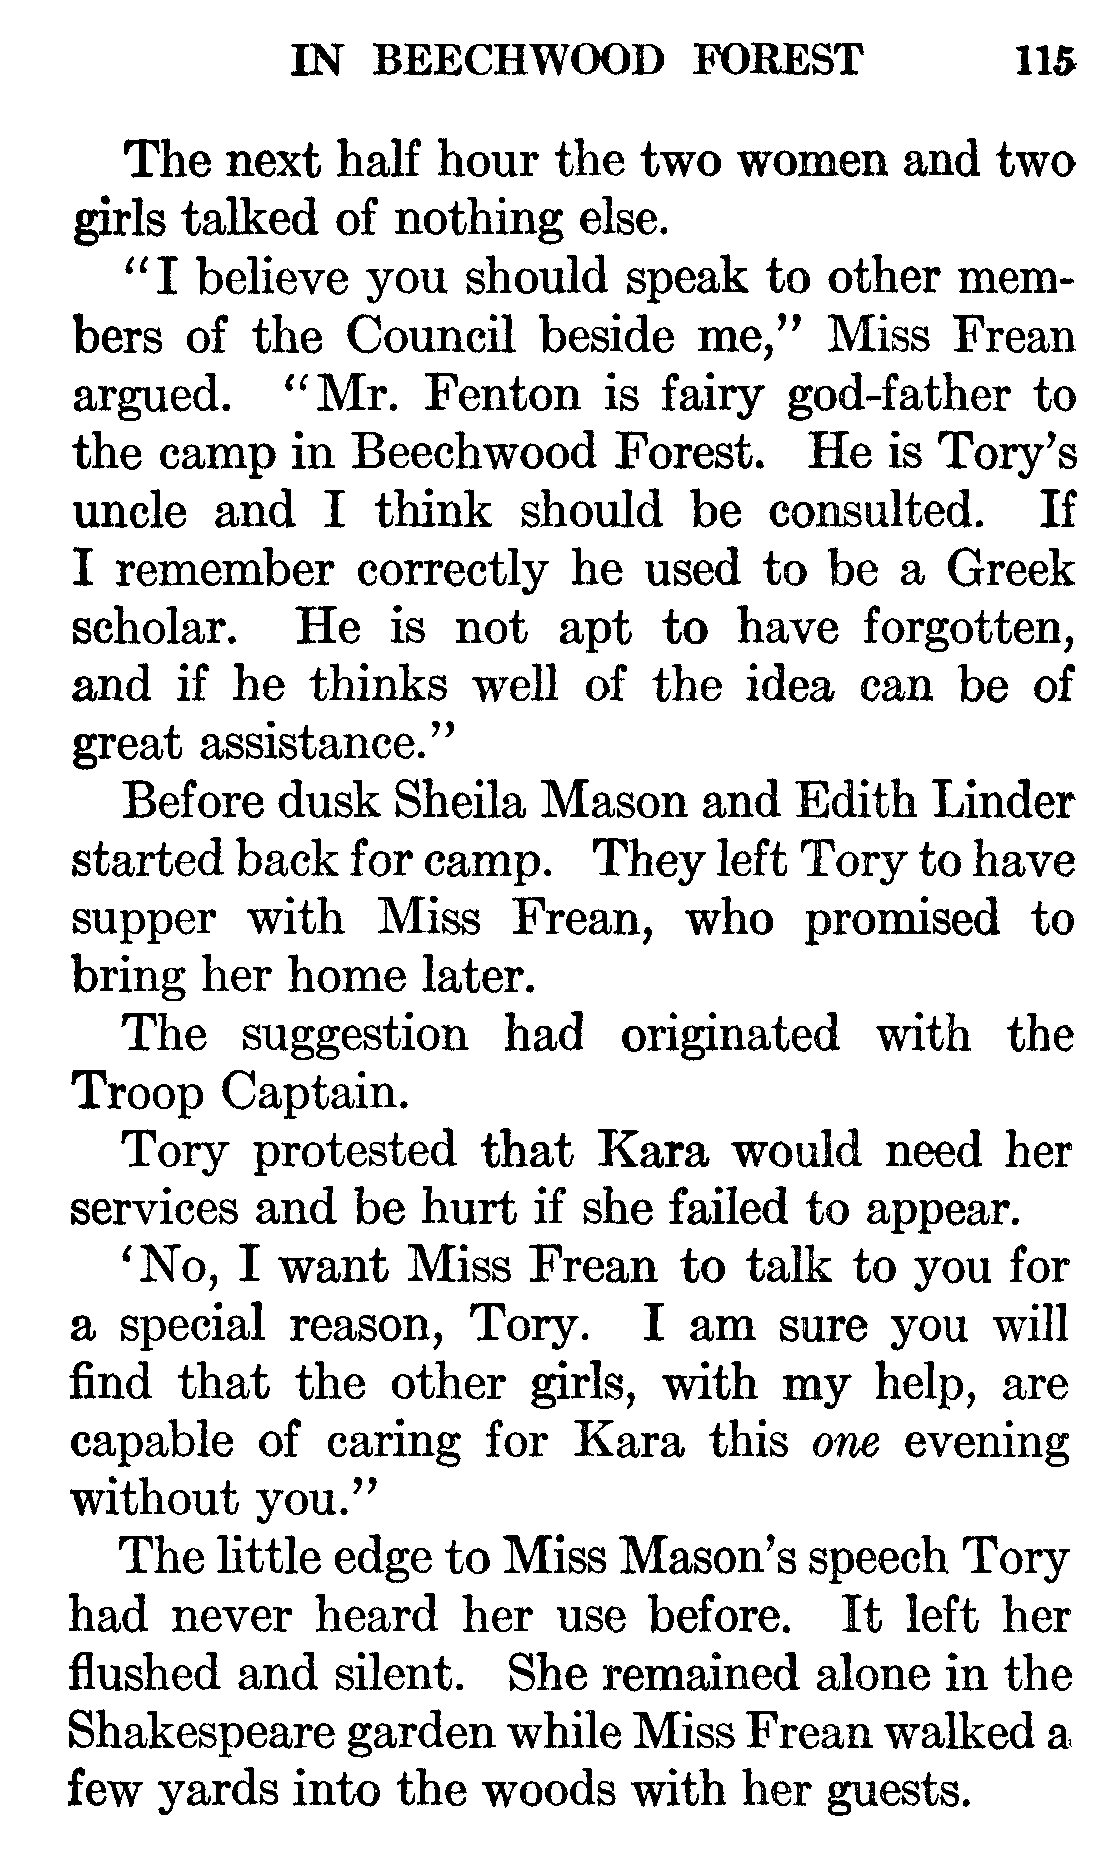 IN BEECHWOOD FOREST 115
The next half hour the two women and two
girls talked of nothing else.
"I believe you should speak to other mem-
bers of the Council beside me," Miss Frean
argued. "Mr. Fenton is fairy god-father to
the camp in Beechwood Forest. He is Tory's
uncle and I think should be consulted. If
I remember correctly he used to be a Greek
scholar. He is not apt to have forgotten,
and if he thinks well of the idea can be of
great assistance."
Before dusk Sheila Mason and Edith Linder
started back for camp. They left Tory to have
supper with Miss Frean, who promised to
bring her home later.
The suggestion had originated with the
Troop Captain.
Tory protested that Kara would need her
services and be hurt if she failed to appear.
'No, I want Miss Frean to talk to you for
a special reason, Tory. I am sure you will
find that the other girls, with my help, are
capable of caring for Kara this one evening
without you."
The little edge to Miss Mason's speech Tory
had never heard her use before. It left her
flushed and silent. She remained alone in the
Shakespeare garden while Miss Frean walked a
few yards into the woods with her guests.